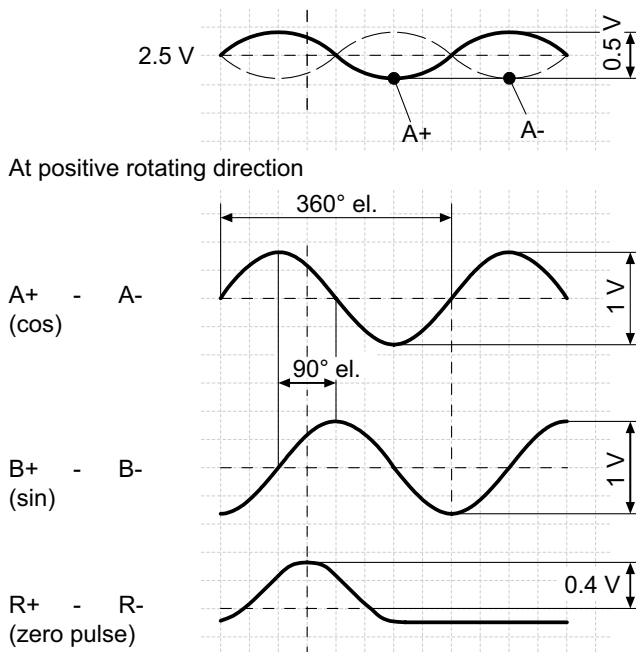 2.5 V
0.5 V
A+ A-
At positive rotating direction
360° el.
A+ - A-
(cos)
1 V
90° el.
B+ - B-
(sin)
1 V
R+ - R-
(zero pulse)
0.4 V